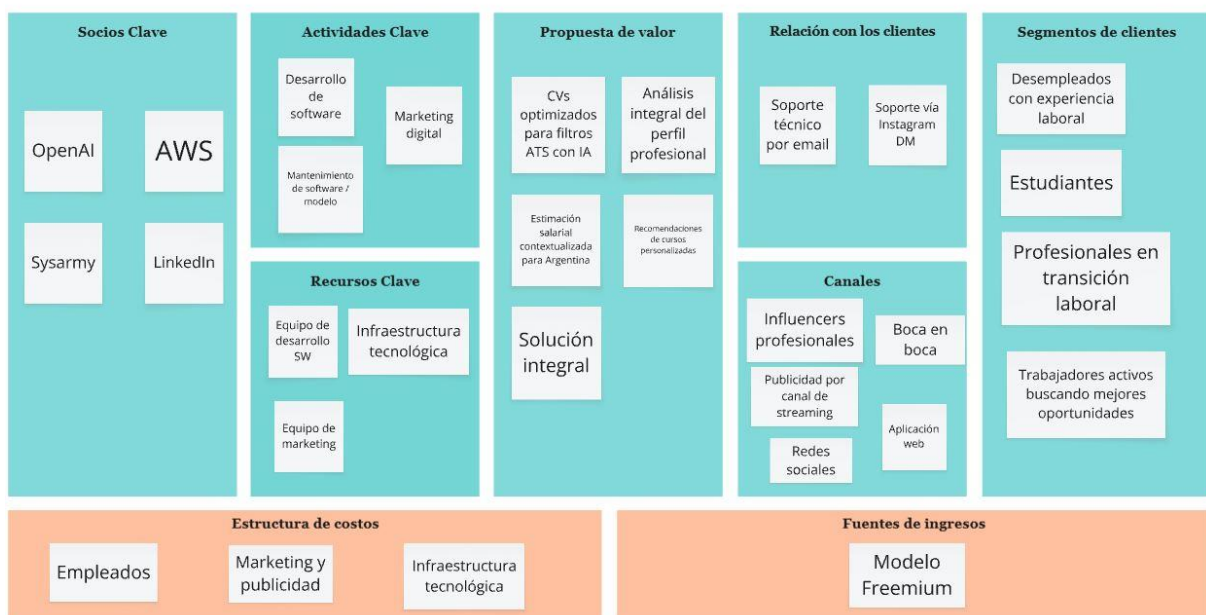 Socios Clave
OpenAI
AWS
Sysarmy
LinkedIn
Actividades Clave
Desarrollo
de
software
Marketing
digital
Mantenimiento
de software /
modelo
Recursos Clave
Equipo de
desarrollo
SW
Infraestructura
tecnológica
Equipo de
marketing
Propuesta de valor
CVs
optimizados
para filtros
ATS con IA
Análisis
integral del
perfil
profesional
Estimación
salarial
contextualizada
para Argentina
Recomendaciones
de cursos
personalizadas
Solución
integral
Relación con los clientes
Soporte
técnico
por email
Soporte vía
Instagram
DM
Canales
Influencers
profesionales
Boca en
boca
Publicidad por
canal de
streaming
Aplicación
web
Redes
sociales
Segmentos de clientes
Desempleados
con experiencia
laboral
Estudiantes
Profesionales en
transición
laboral
Trabajadores activos
buscando mejores
oportunidades
Estructura de costos
Empleados
Marketing y
publicidad
Infraestructura
tecnológica
Fuentes de ingresos
Modelo
Freemium